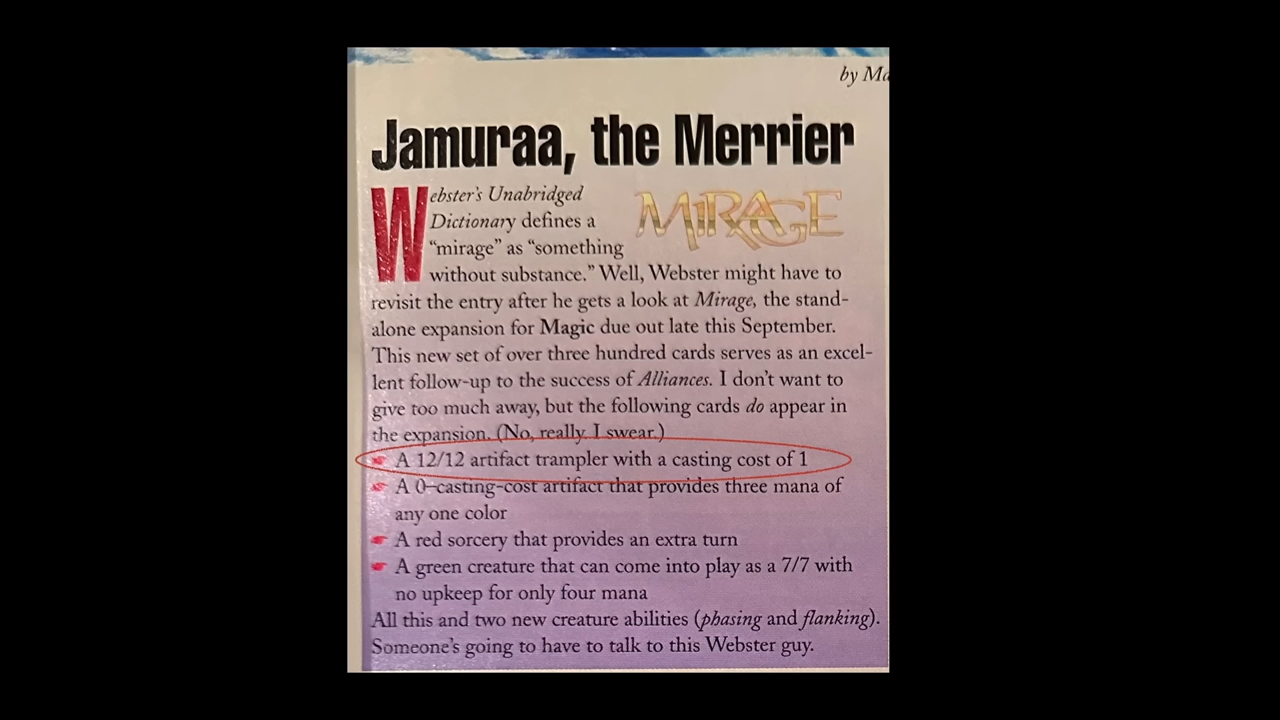 by Ma
Jamuraa, the Merrier
Webster's Unabridged
Dictionary defines a
"mirage" as "something
without substance." Well, Webster might have to
MIRAGE
revisit the entry after he gets a look at Mirage, the stand-
alone expansion for Magic due out late this September.
This new set of over three hundred cards serves as an excel-
lent follow-up to the success of Alliances. I don't want to
give too much away, but the following cards do appear in
the expansion. (No, really. I swear.)
☛ A 12/12 artifact trampler with a casting cost of 1
☛ A 0–casting-cost artifact that provides three mana of
any one color
☛ A red sorcery that provides an extra turn
☛ A green creature that can come into play as a 7/7 with
no upkeep for only four mana
All this and two new creature abilities (phasing and flanking).
Someone's going to have to talk to this Webster guy.